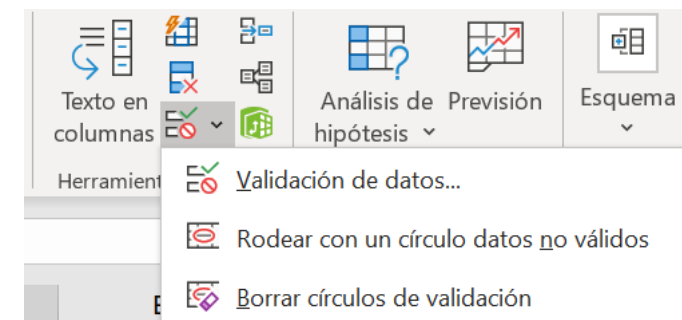 Texto en
columnas
Análisis de
hipótesis
Previsión
Esquema
Herramient
Validación de datos...
Rodear con un círculo datos no válidos
Borrar círculos de validación